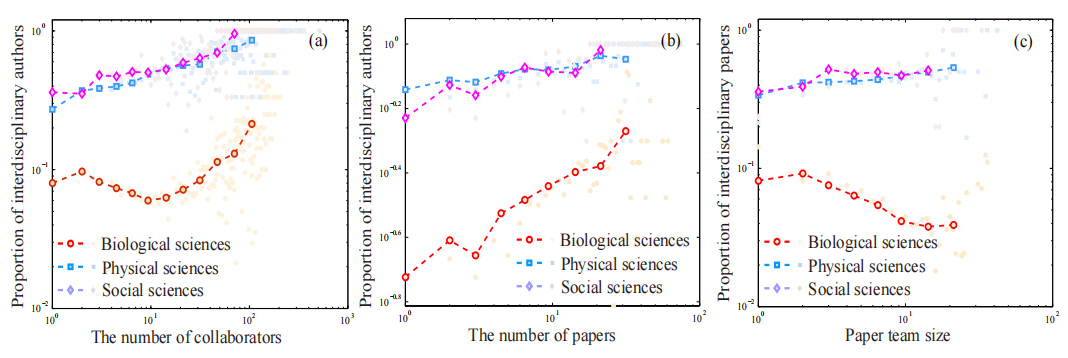 (a)
Proportion of interdisciplinary authors
10^0
10^-1
10^-2
Biological sciences
Physical sciences
Social sciences
10^0
10^1
10^2
10^3
The number of collaborators
(b)
Proportion of interdisciplinary authors
10^0
10^-0.2
10^-0.4
10^-0.6
10^-0.8
Biological sciences
Physical sciences
Social sciences
10^0
10^1
10^2
The number of papers
(c)
Proportion of interdisciplinary papers
10^0
10^-1
10^-2
Biological sciences
Physical sciences
Social sciences
10^0
10^1
10^2
Paper team size